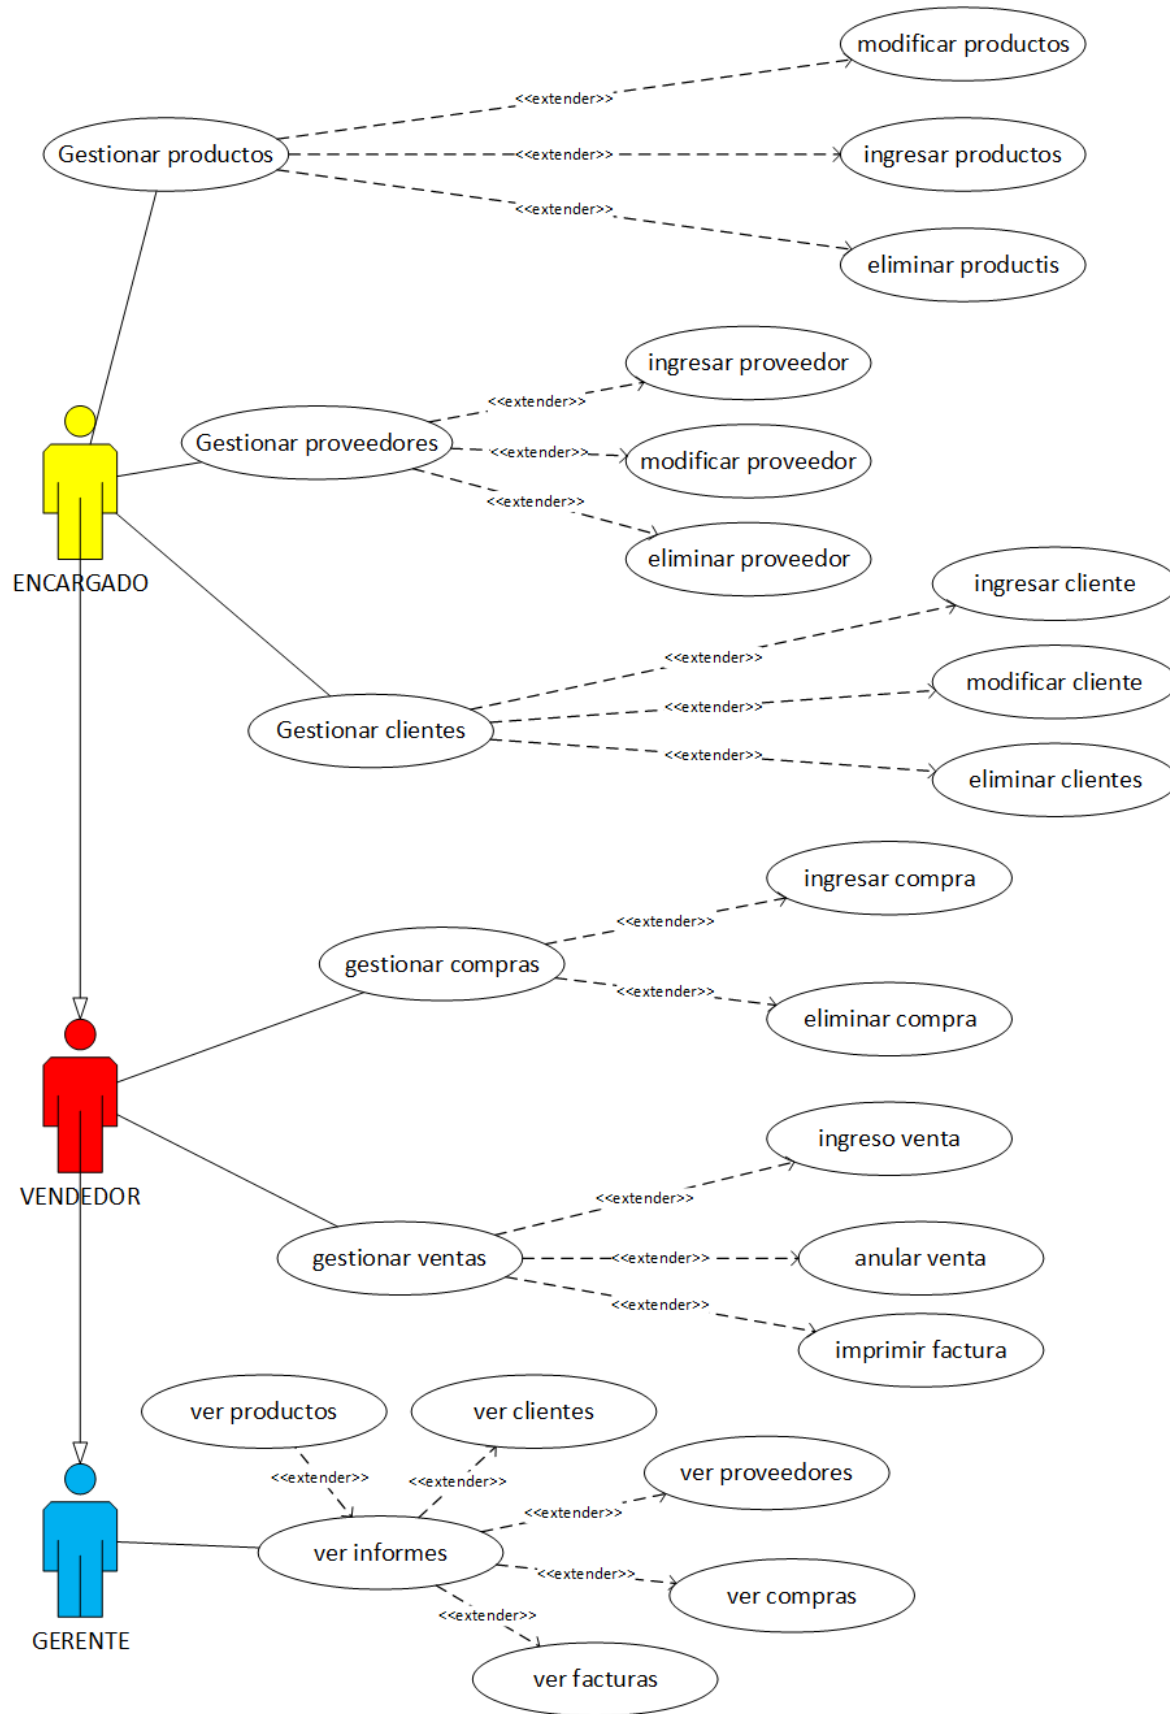 modificar productos
<<extender>>
Gestionar productos
<<extender>>
ingresar productos
<<extender>>
eliminar productis
ingresar proveedor
<<extender>>
Gestionar proveedores
<<extender>>
modificar proveedor
<<extender>>
eliminar proveedor
ENCARGADO
ingresar cliente
<<extender>>
modificar cliente
<<extender>>
Gestionar clientes
<<extender>>
eliminar clientes
ingresar compra
<<extender>>
gestionar compras
<<extender>>
eliminar compra
ingreso venta
VENDEDOR
<<extender>>
gestionar ventas
<<extender>>
anular venta
<<extender>>
imprimir factura
ver productos
ver clientes
<<extender>>
<<extender>>
ver proveedores
<<extender>>
ver informes
<<extender>>
ver compras
<<extender>>
GERENTE
ver facturas